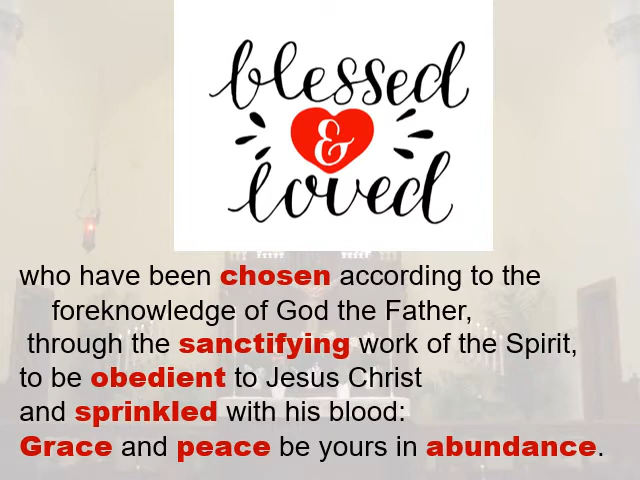 blessed
&
loved
who have been chosen according to the
foreknowledge of God the Father,
through the sanctifying work of the Spirit,
to be obedient to Jesus Christ
and sprinkled with his blood:
Grace and peace be yours in abundance.